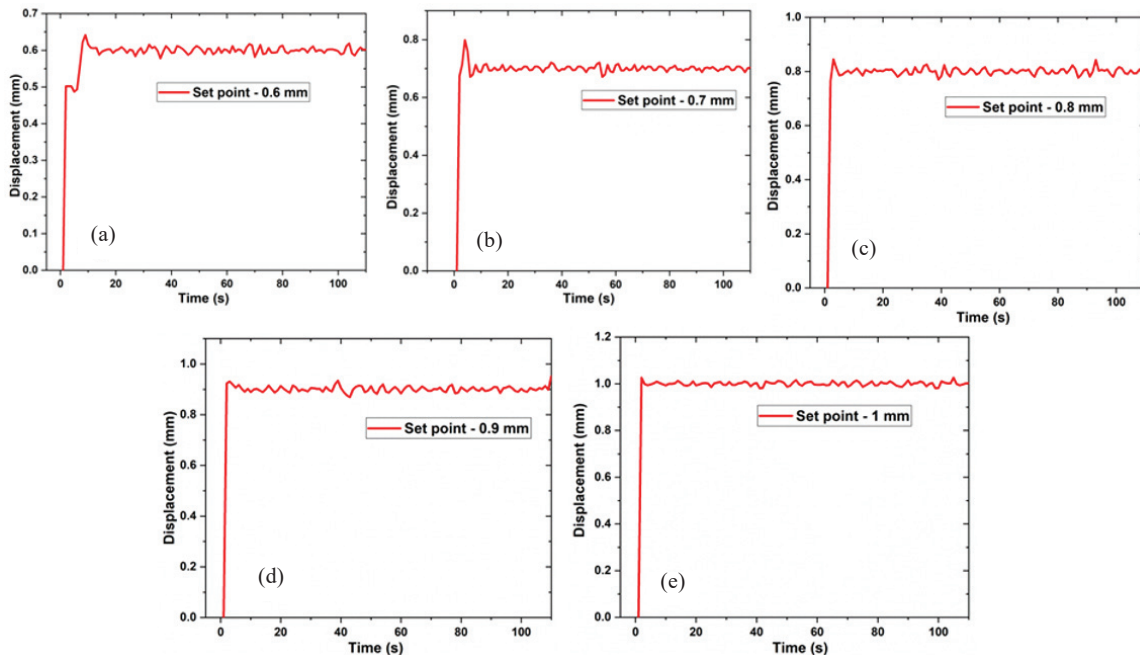 0.6
0.5
0.4
0.3
0.2
0.1
0.0
Displacement (mm)
Set point - 0.6 mm
(a)
0 20 40 60 80 100
Time (s)
0.8
0.6
0.4
0.2
0.0
Displacement (mm)
Set point - 0.7 mm
(b)
0 20 40 60 80 100
Time (s)
1.0
0.8
0.6
0.4
0.2
0.0
Displacement (mm)
Set point - 0.8 mm
(c)
0 20 40 60 80 100
Time (s)
1.0
0.8
0.6
0.4
0.2
0.0
Displacement (mm)
Set point - 0.9 mm
(d)
0 20 40 60 80 100
Time (s)
1.2
1.0
0.8
0.6
0.4
0.2
0.0
Displacement (mm)
Set point - 1 mm
(e)
0 20 40 60 80 100
Time (s)